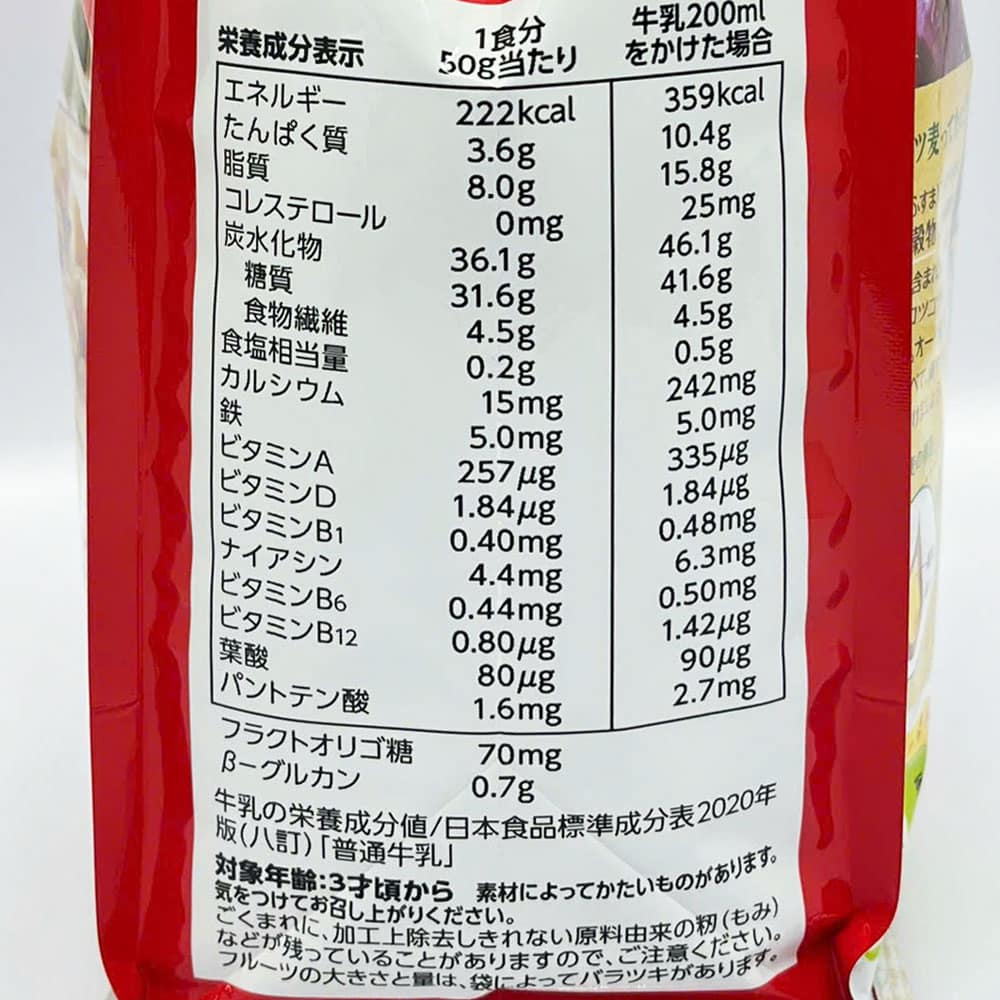 栄養成分表示 1食分 50g当たり 牛乳200ml をかけた場合
エネルギー 222kcal 359kcal
たんぱく質 3.6g 10.4g
脂質 8.0g 15.8g
コレステロール 0mg 25mg
炭水化物 36.1g 46.1g
糖質 31.6g 41.6g
食物繊維 4.5g 4.5g
食塩相当量 0.2g 0.5g
カルシウム 15mg 242mg
鉄 5.0mg 5.0mg
ビタミンA 257μg 335μg
ビタミンD 1.84μg 1.84μg
ビタミンB1 0.40mg 0.48mg
ナイアシン 4.4mg 6.3mg
ビタミンB6 0.44mg 0.50mg
ビタミンB12 0.80μg 1.42μg
葉酸 80μg 90μg
パントテン酸 1.6mg 2.7mg
フラクトオリゴ糖 70mg
β-グルカン 0.7g
牛乳の栄養成分値/日本食品標準成分表2020年
版(八訂)「普通牛乳」
対象年齢:3才頃から 素材によってかたいものがあります。
気をつけてお召し上がりください。
ごくまれに、加工上除去しきれない原料由来の籾(もみ)
などが残っていることがありますので、ご注意ください。
フルーツの大きさと量は、袋によってバラツキがあります。